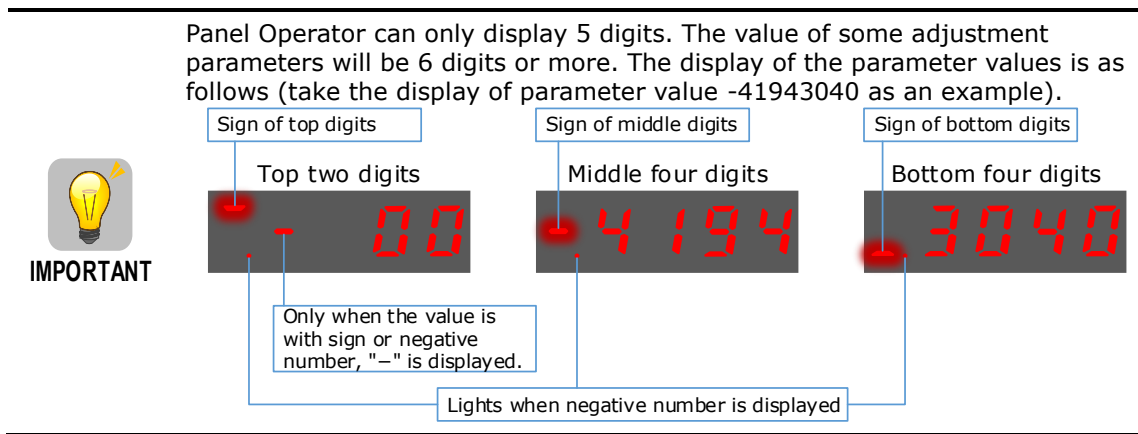 Panel Operator can only display 5 digits. The value of some adjustment
parameters will be 6 digits or more. The display of the parameter values is as
follows (take the display of parameter value -41943040 as an example).
Sign of top digits
Sign of middle digits
Sign of bottom digits
Top two digits
Middle four digits
Bottom four digits
- 00
- 4194
- 3040
IMPORTANT
Only when the value is
with sign or negative
number, "−" is displayed.
Lights when negative number is displayed